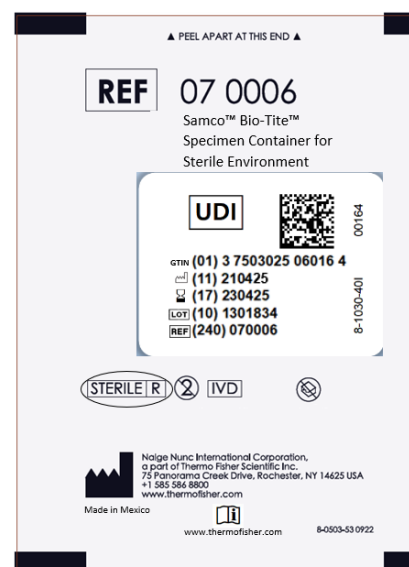 ▲ PEEL APART AT THIS END ▲
REF 07 0006
Samco™ Bio-Tite™
Specimen Container for
Sterile Environment
UDI
00164
GTIN (01) 3 7503025 06016 4
(11) 210425
(17) 230425
LOT (10) 1301834
REF (240) 070006
8-1030-40I
STERILE R 2 IVD
Nalge Nunc International Corporation,
a part of Thermo Fisher Scientific Inc.
75 Panorama Creek Drive, Rochester, NY 14625 USA
+1 585 586 8800
www.thermofisher.com
Made in Mexico
www.thermofisher.com
8-0503-53 0922